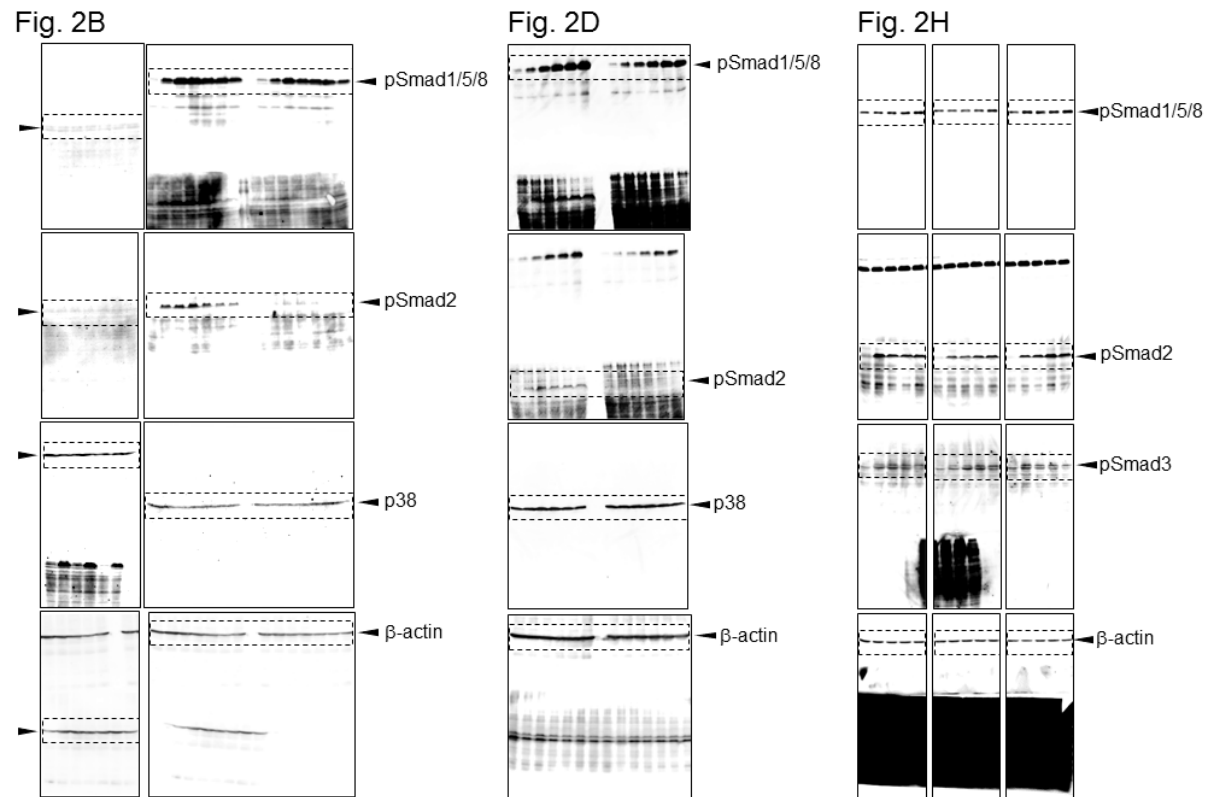 Fig. 2B
pSmad1/5/8
pSmad2
p38
β-actin
Fig. 2D
pSmad1/5/8
pSmad2
p38
β-actin
Fig. 2H
pSmad1/5/8
pSmad2
pSmad3
β-actin